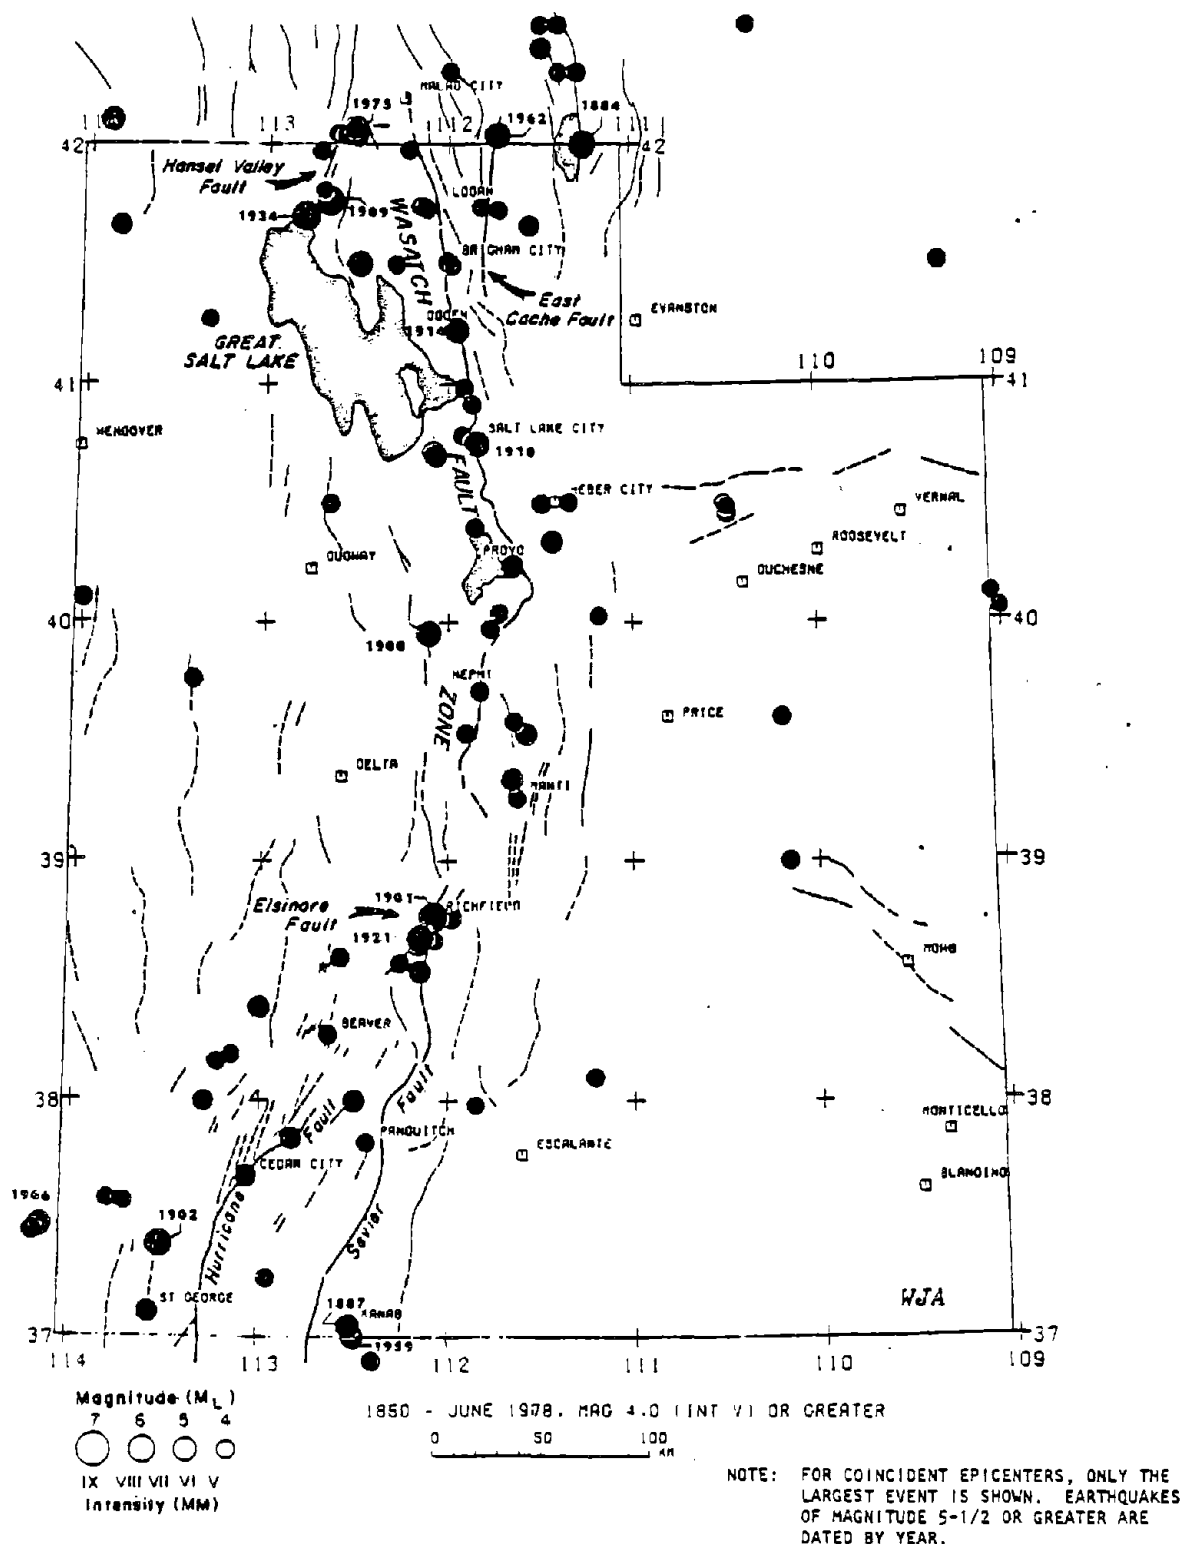 MALAD CITY
1975
1962
1884
113
112
111
42
42
Hansel Valley
Fault
LOGAN
1934
1909
WASATCH
BRIGHAM CITY
East
Cache Fault
EVANSTON
OGDEN
1914
GREAT
SALT LAKE
110
109
41
41
WENDOVER
SALT LAKE CITY
1910
FAULT
HEBER CITY
VERNAL
ROOSEVELT
DUGWAY
PROVO
DUCHESNE
40
40
1900
NEPHI
ZONE
PRICE
DELTA
MANTI
39
39
1901
RICHFIELD
Elsinore
Fault
1921
MOAB
BEAVER
38
38
Fault
Fault
MONTICELLO
PANGUITCH
ESCALANTE
CEDAR CITY
BLANDING
1966
1902
Hurricane
Sevier
ST GEORGE
WJA
1887
KANAB
37
37
1959
114
113
112
111
110
109
Magnitude (ML)
7 6 5 4
IX VIII VII VI V
Intensity (MM)
1850 - JUNE 1978, MAG 4.0 (INT V) OR GREATER
0 50 100
KM
NOTE: FOR COINCIDENT EPICENTERS, ONLY THE
LARGEST EVENT IS SHOWN. EARTHQUAKES
OF MAGNITUDE 5-1/2 OR GREATER ARE
DATED BY YEAR.